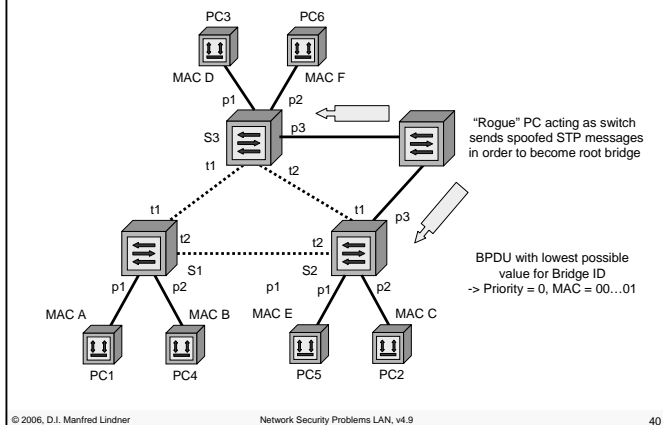 PC3
PC6
MAC D
MAC F
p1
p2
S3
p3
“Rogue” PC acting as switch
sends spoofed STP messages
in order to become root bridge
t1
t2
t1
t1
p3
t2
t2
S1
S2
BPDU with lowest possible
value for Bridge ID
-> Priority = 0, MAC = 00…01
p1
p2
p1
p1
p2
MAC A
MAC B
MAC E
MAC C
PC1
PC4
PC5
PC2
© 2006, D.I. Manfred Lindner
Network Security Problems LAN, v4.9
40